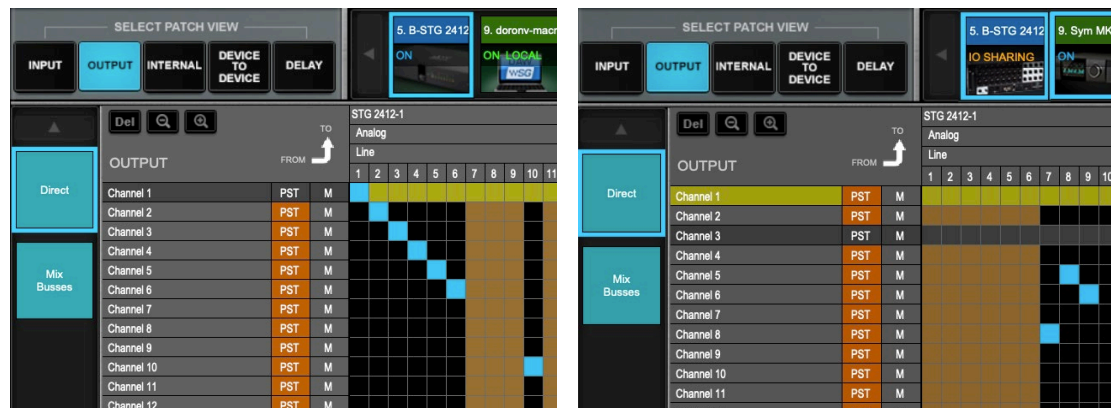 SELECT PATCH VIEW
INPUT
OUTPUT
INTERNAL
DEVICE
TO
DEVICE
DELAY
5. B-STG 2412
ON
9. doronv-macr
ON LOCAL
WSG
Del
TO
OUTPUT
FROM
STG 2412-1
Analog
Line
1 2 3 4 5 6 7 8 9 10 11
Direct
Mix
Busses
Channel 1 PST M
Channel 2 PST M
Channel 3 PST M
Channel 4 PST M
Channel 5 PST M
Channel 6 PST M
Channel 7 PST M
Channel 8 PST M
Channel 9 PST M
Channel 10 PST M
Channel 11 PST M
Channel 12 PST M
SELECT PATCH VIEW
INPUT
OUTPUT
INTERNAL
DEVICE
TO
DEVICE
DELAY
5. B-STG 2412
IO SHARING
9. Sym MK
ON
Del
TO
OUTPUT
FROM
STG 2412-1
Analog
Line
1 2 3 4 5 6 7 8 9 10
Direct
Mix
Busses
Channel 1 PST M
Channel 2 PST M
Channel 3 PST M
Channel 4 PST M
Channel 5 PST M
Channel 6 PST M
Channel 7 PST M
Channel 8 PST M
Channel 9 PST M
Channel 10 PST M
Channel 11 PST M